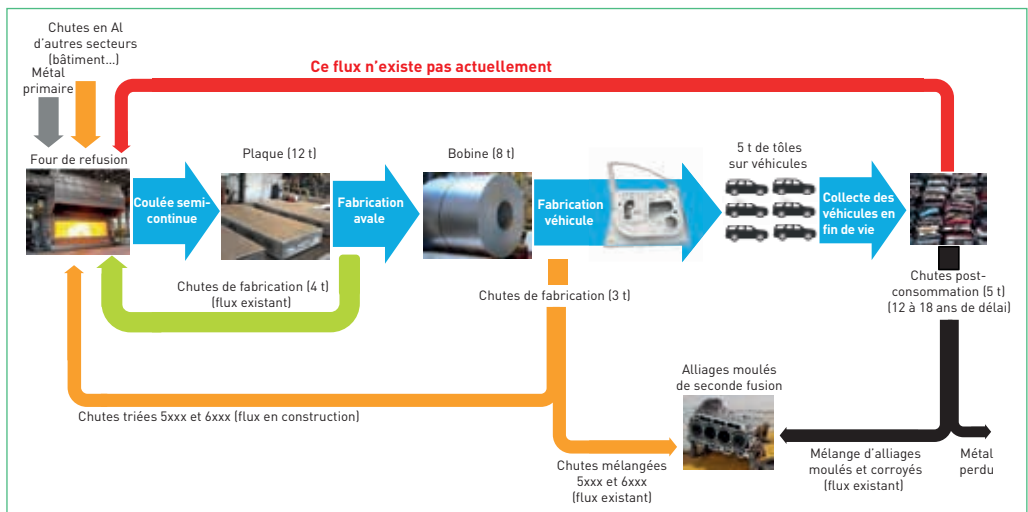 Chutes en Al
d'autres secteurs
(bâtiment...)
Métal
primaire
Ce flux n'existe pas actuellement
Four de refusion
Plaque (12 t)
Bobine (8 t)
5 t de tôles
sur véhicules
Coulée semi-
continue
Fabrication
avale
Fabrication
véhicule
Collecte des
véhicules en
fin de vie
Chutes de fabrication (4 t)
(flux existant)
Chutes de fabrication (3 t)
Chutes post-
consommation (5 t)
(12 à 18 ans de délai)
Alliages moulés
de seconde fusion
Chutes triées 5xxx et 6xxx (flux en construction)
Chutes mélangées
5xxx et 6xxx
(flux existant)
Mélange d'alliages
moulés et corroyés
(flux existant)
Métal
perdu